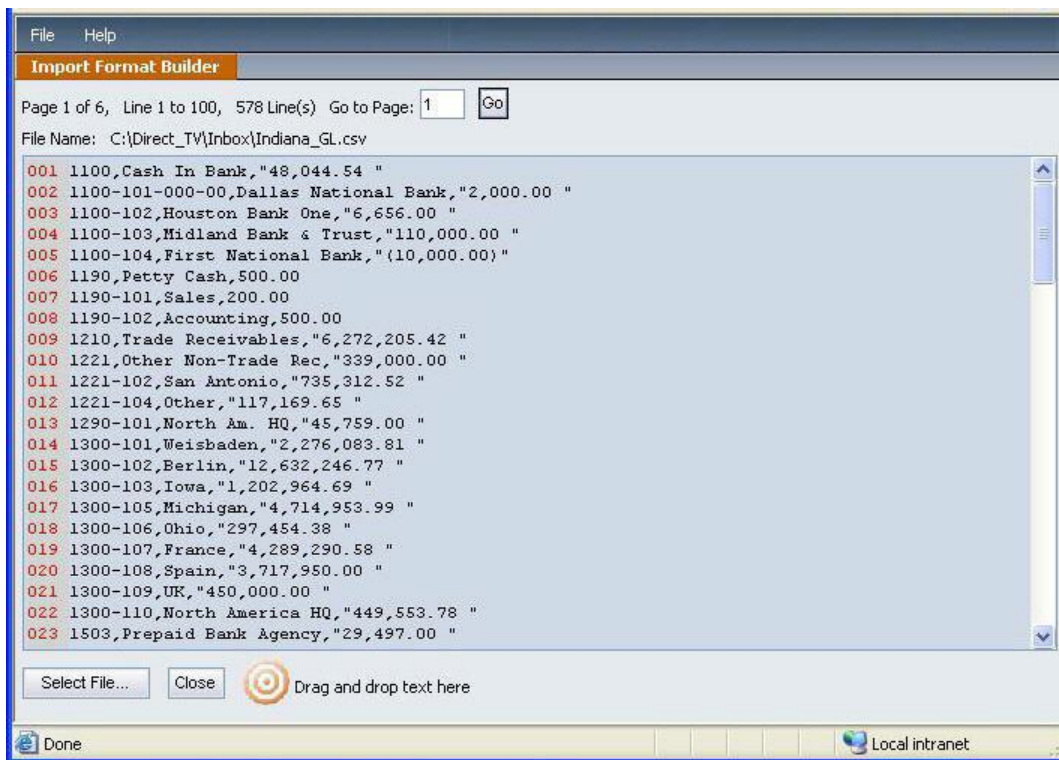 File Help
Import Format Builder
Page 1 of 6, Line 1 to 100, 578 Line(s) Go to Page: 1 Go
File Name: C:\Direct_TV\Inbox\Indiana_GL.csv
001 1100,Cash In Bank,"48,044.54 "
002 1100-101-000-00,Dallas National Bank,"2,000.00 "
003 1100-102,Houston Bank One,"6,656.00 "
004 1100-103,Midland Bank & Trust,"110,000.00 "
005 1100-104,First National Bank,"(10,000.00)"
006 1190,Petty Cash,500.00
007 1190-101,Sales,200.00
008 1190-102,Accounting,500.00
009 1210,Trade Receivables,"6,272,205.42 "
010 1221,Other Non-Trade Rec,"339,000.00 "
011 1221-102,San Antonio,"735,312.52 "
012 1221-104,Other,"117,169.65 "
013 1290-101,North Am. HQ,"45,759.00 "
014 1300-101,Weisbaden,"2,276,083.81 "
015 1300-102,Berlin,"12,632,246.77 "
016 1300-103,Iowa,"1,202,964.69 "
017 1300-105,Michigan,"4,714,953.99 "
018 1300-106,Ohio,"297,454.38 "
019 1300-107,France,"4,289,290.58 "
020 1300-108,Spain,"3,717,950.00 "
021 1300-109,UK,"450,000.00 "
022 1300-110,North America HQ,"449,553.78 "
023 1503,Prepaid Bank Agency,"29,497.00 "
Select File... Close Drag and drop text here
Done Local intranet